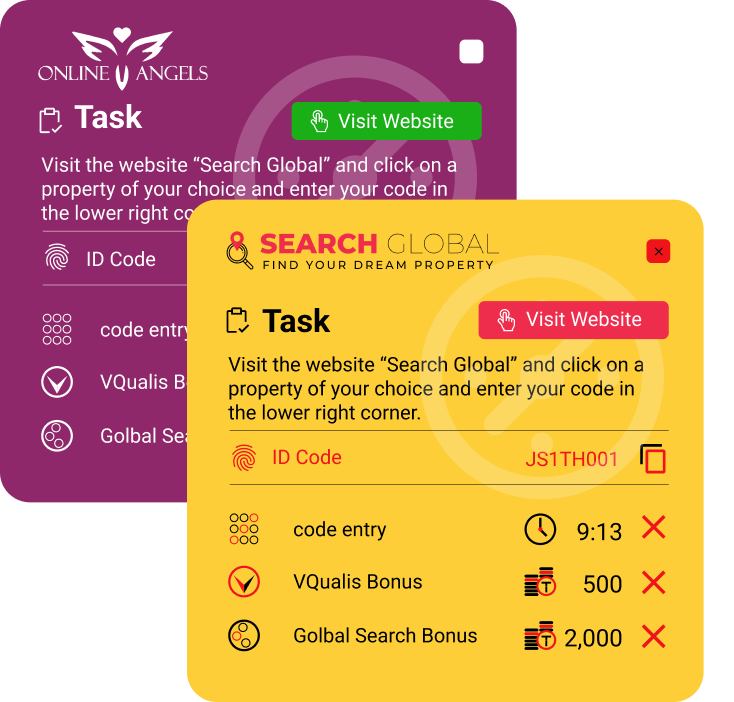 ONLINE ANGELS
Task
Visit Website
Visit the website “Search Global” and click on a
property of your choice and enter your code in
the lower right
ID Code
code entry
VQualis
SEARCH GLOBAL
FIND YOUR DREAM PROPERTY
Task
Visit Website
Visit the website “Search Global” and click on a
property of your choice and enter your code in
the lower right corner.
ID Code JS1TH001
code entry 9:13
VQualis Bonus T 500
Golbal Search Bonus T 2,000
Golbal